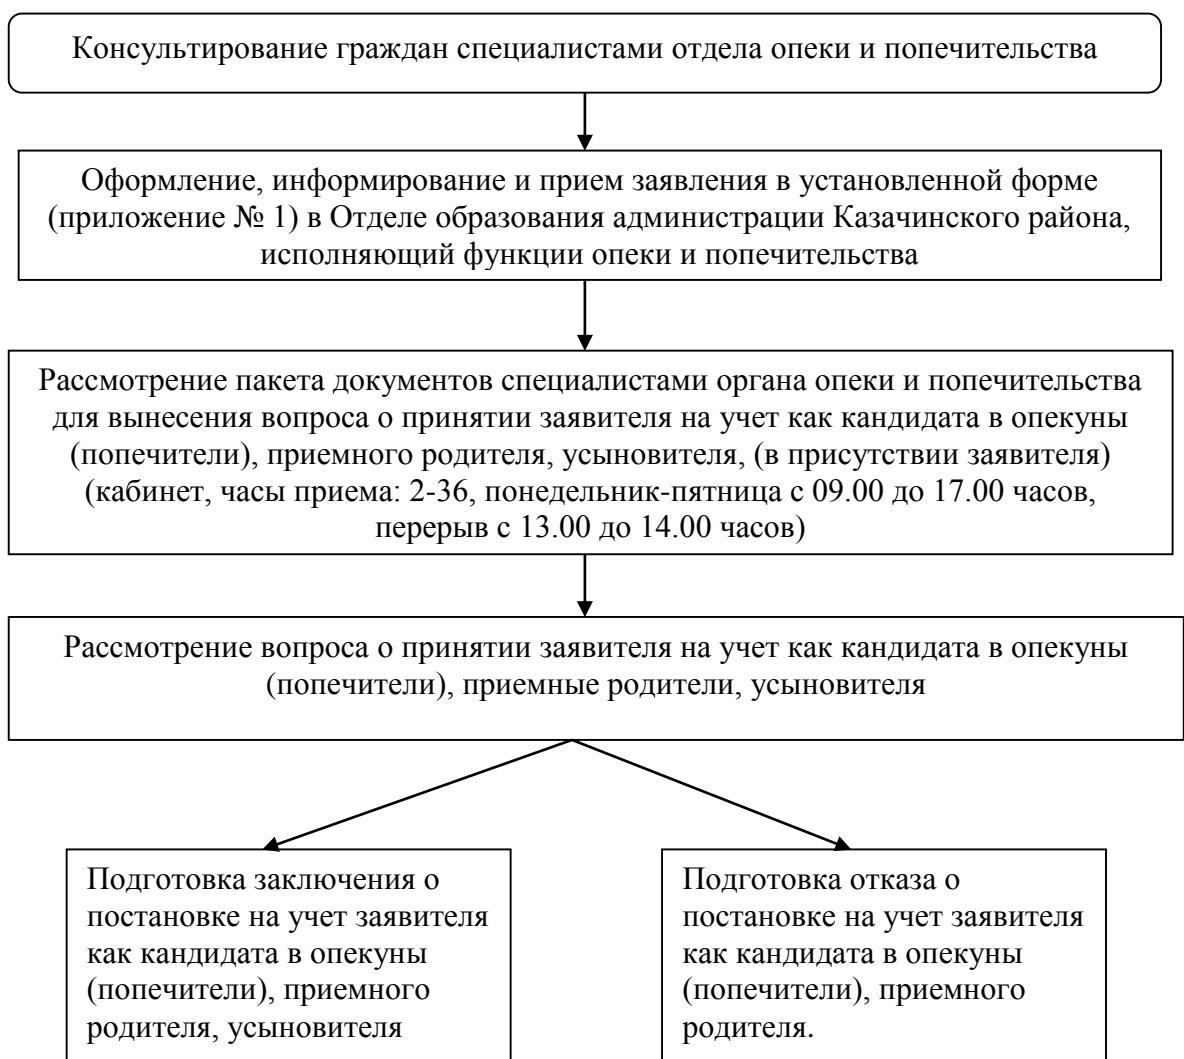 Консультирование граждан специалистами отдела опеки и попечительства
Оформление, информирование и прием заявления в установленной форме
(приложение № 1) в Отделе образования администрации Казачинского района,
исполняющий функции опеки и попечительства
Рассмотрение пакета документов специалистами органа опеки и попечительства
для вынесения вопроса о принятии заявителя на учет как кандидата в опекуны
(попечители), приемного родителя, усыновителя, (в присутствии заявителя)
(кабинет, часы приема: 2-36, понедельник-пятница с 09.00 до 17.00 часов,
перерыв с 13.00 до 14.00 часов)
Рассмотрение вопроса о принятии заявителя на учет как кандидата в опекуны
(попечители), приемные родители, усыновителя
Подготовка заключения о
постановке на учет заявителя
как кандидата в опекуны
(попечители), приемного
родителя, усыновителя
Подготовка отказа о
постановке на учет заявителя
как кандидата в опекуны
(попечители), приемного
родителя.